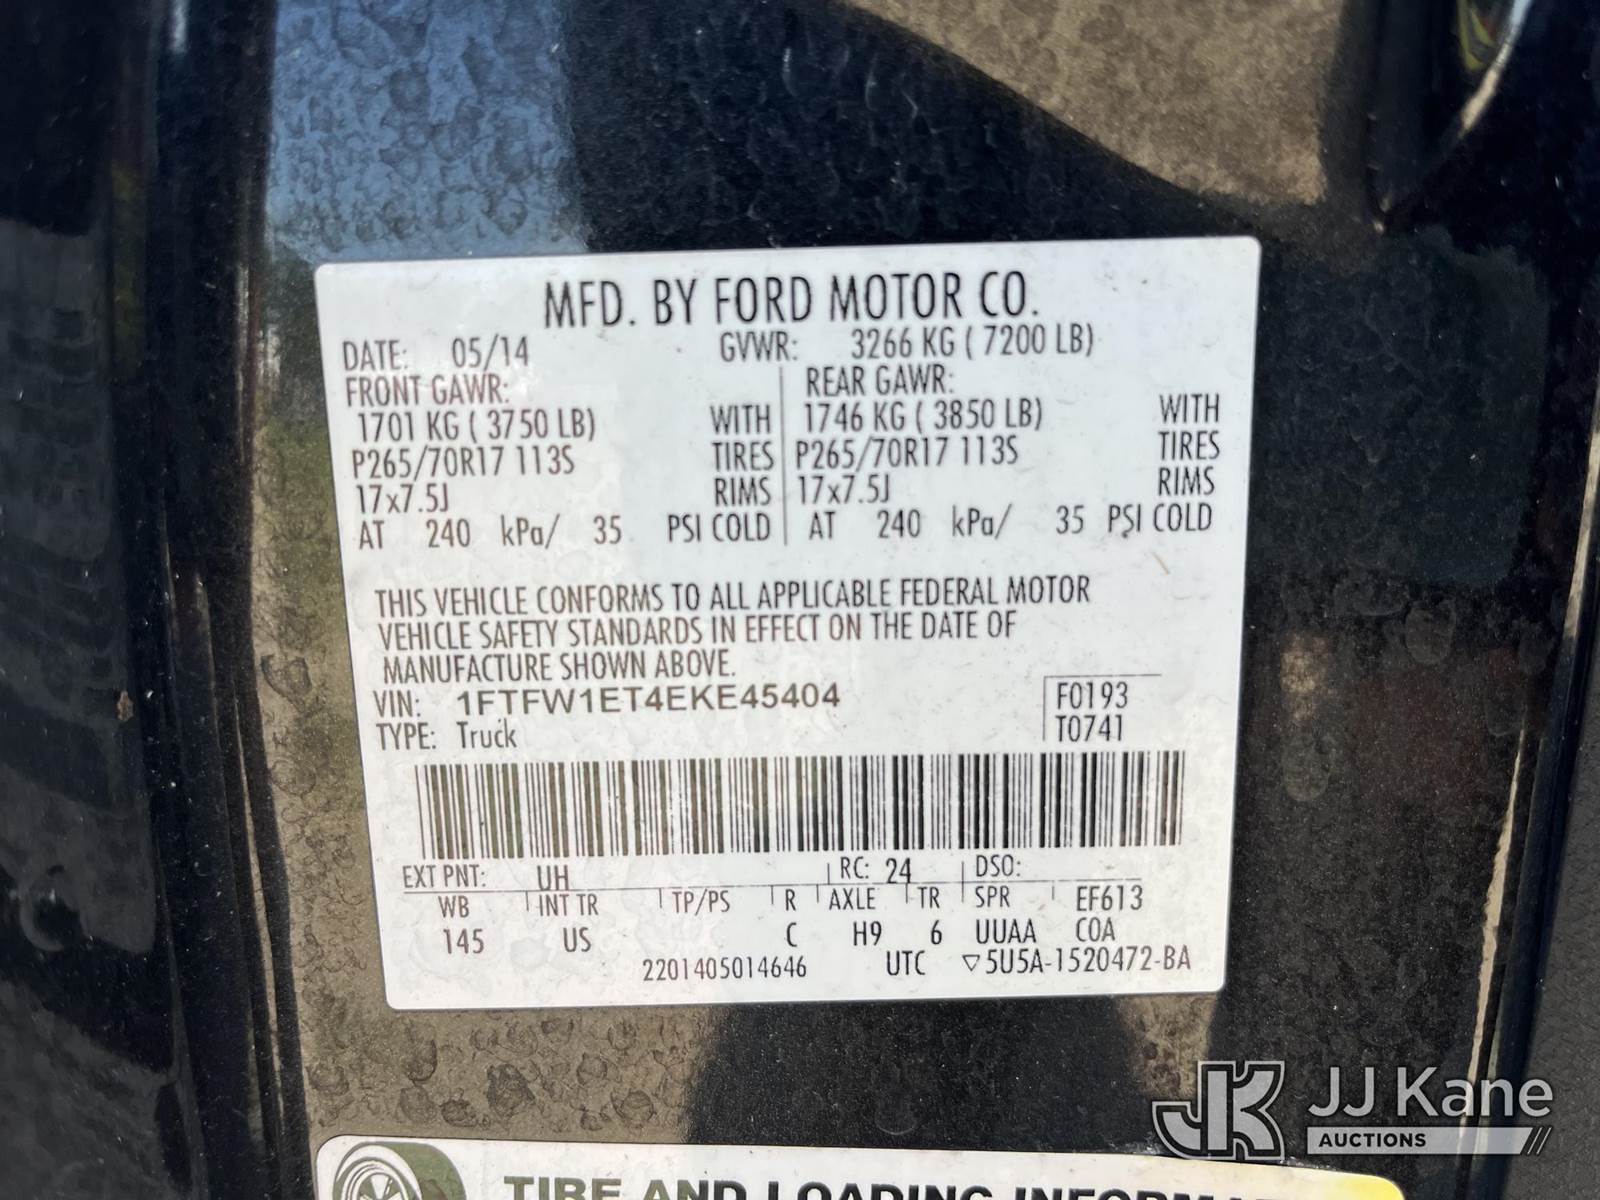 MFD. BY FORD MOTOR CO.
DATE: 05/14 GVWR: 3266 KG ( 7200 LB)
FRONT GAWR: REAR GAWR:
1701 KG ( 3750 LB) WITH 1746 KG ( 3850 LB) WITH
P265/70R17 113S TIRES P265/70R17 113S TIRES
17x7.5J RIMS 17x7.5J RIMS
AT 240 kPa/ 35 PSI COLD AT 240 kPa/ 35 PSI COLD
THIS VEHICLE CONFORMS TO ALL APPLICABLE FEDERAL MOTOR
VEHICLE SAFETY STANDARDS IN EFFECT ON THE DATE OF
MANUFACTURE SHOWN ABOVE.
VIN: 1FTFW1ET4EKE45404 F0193
TYPE: Truck T0741
EXT PNT: UH RC: 24 DSO:
WB INT TR TP/PS R AXLE TR SPR EF613
145 US C H9 6 UUAA COA
2201405014646 UTC ▽5U5A-1520472-BA
JJ Kane
AUCTIONS
TIRE AND LOADING